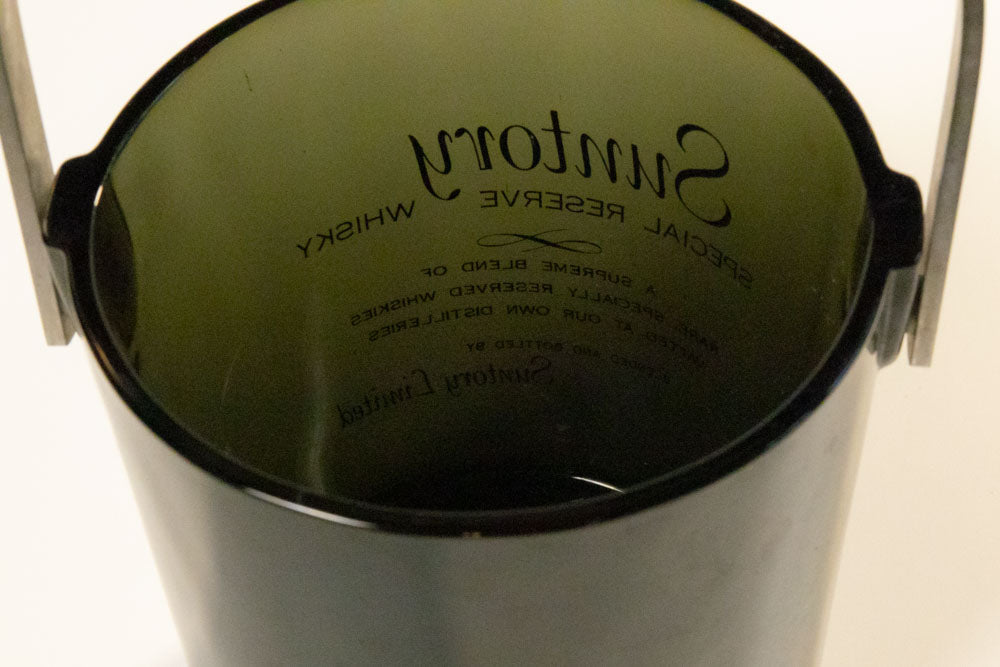 Suntory
SPECIAL RESERVE WHISKY
A SUPREME BLEND OF
RARE, SPECIALLY RESERVED WHISKIES
MATTED AT OUR OWN DISTILLERIES
BLENDED AND BOTTLED BY
Suntory Limited